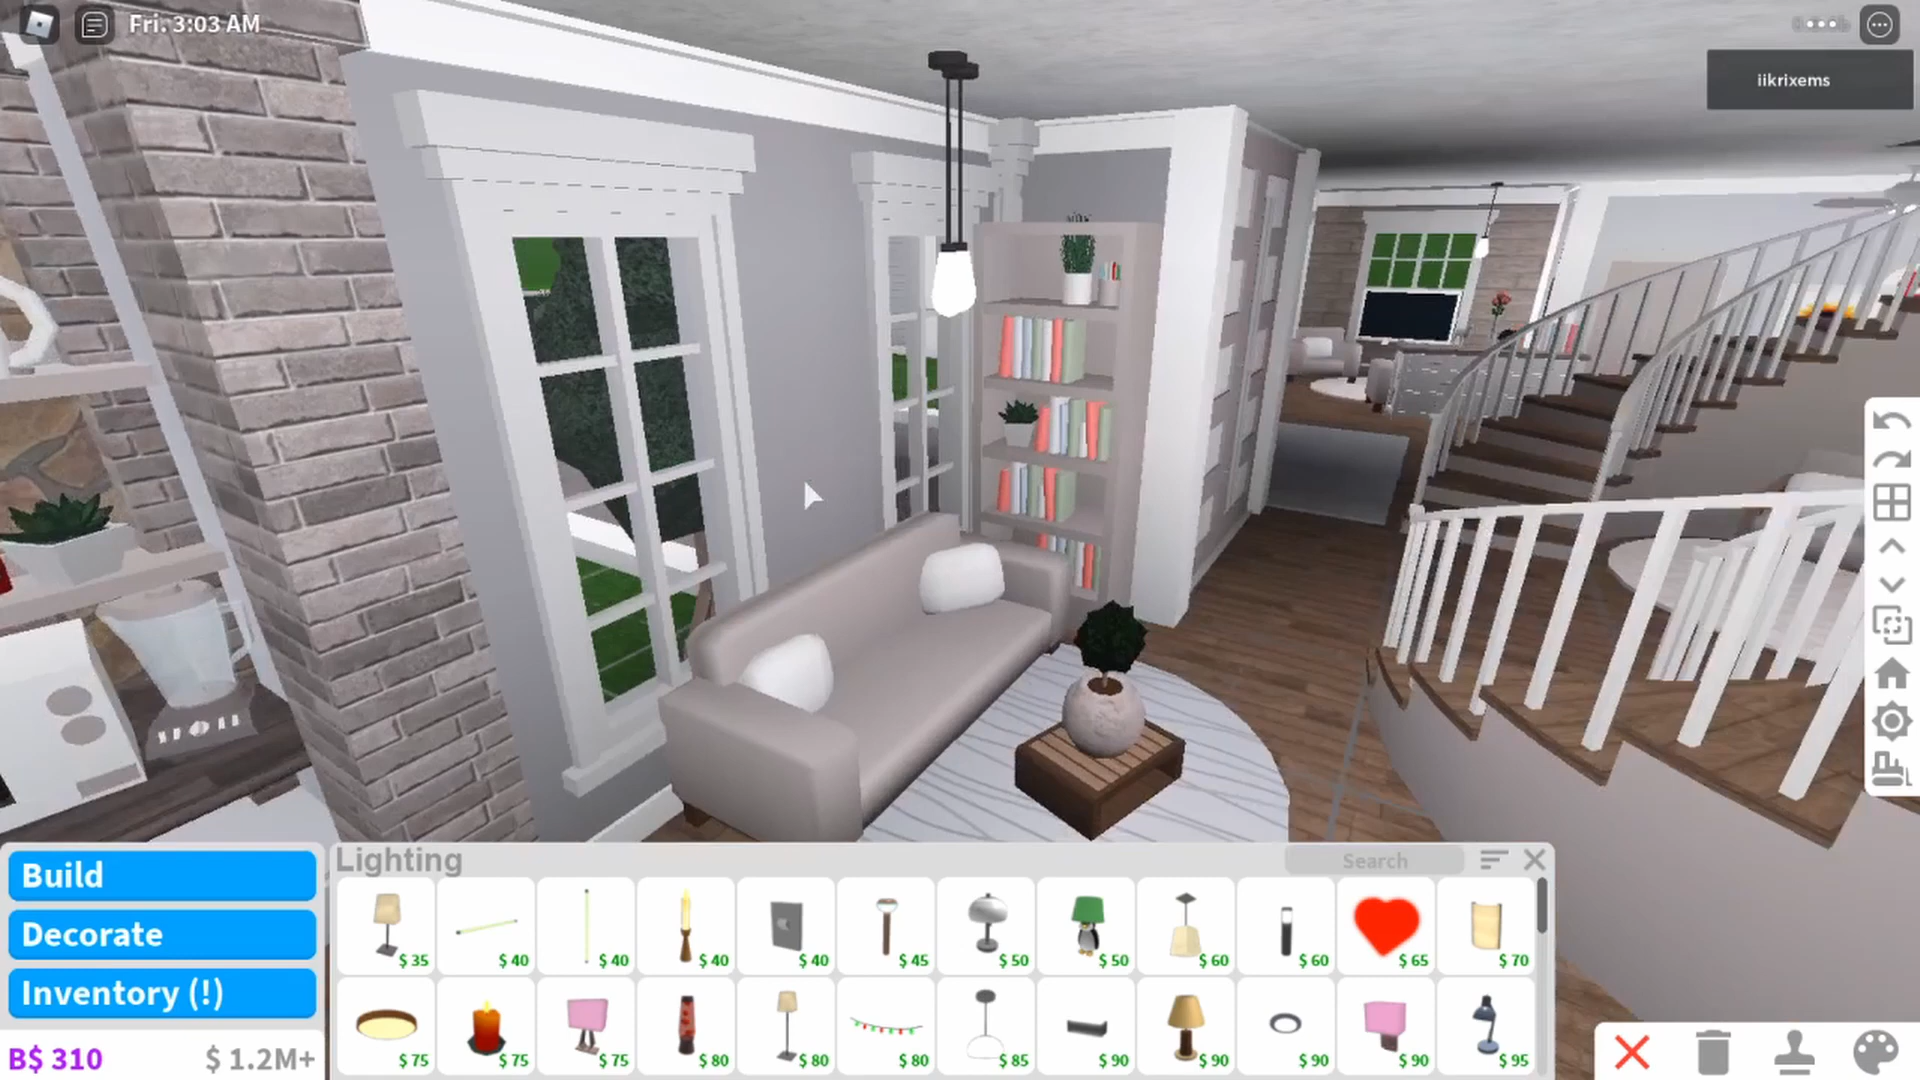 Fri. 3:03 AM
iikrixems
Lighting
Search
$ 35
$ 40
$ 40
$ 40
$ 40
$ 45
$ 50
$ 50
$ 60
$ 60
$ 65
$ 70
$ 75
$ 75
$ 75
$ 80
$ 80
$ 80
$ 85
$ 90
$ 90
$ 90
$ 90
$ 95
Build
Decorate
Inventory (!)
B$ 310
$ 1.2M+